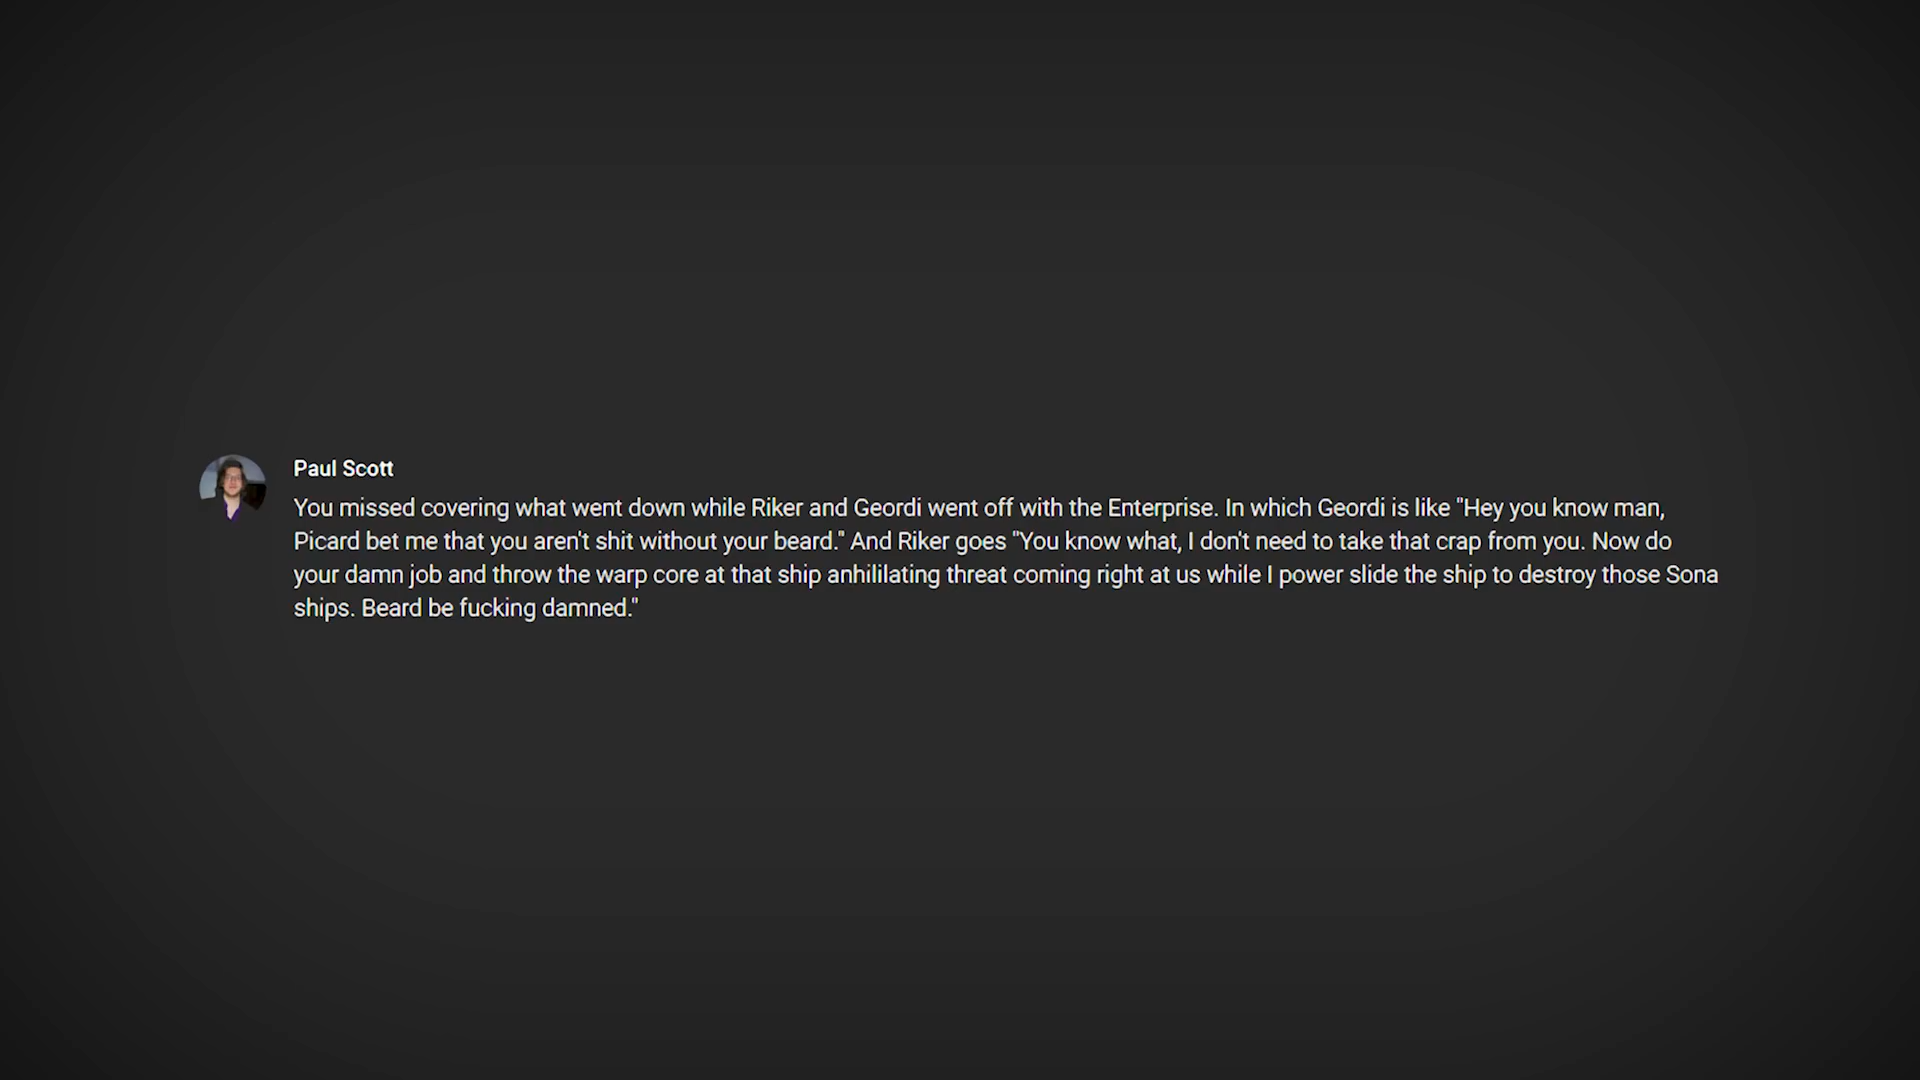 Paul Scott
You missed covering what went down while Riker and Geordi went off with the Enterprise. In which Geordi is like "Hey you know man,
Picard bet me that you aren't shit without your beard." And Riker goes "You know what, I don't need to take that crap from you. Now do
your damn job and throw the warp core at that ship anhililating threat coming right at us while I power slide the ship to destroy those Sona
ships. Beard be fucking damned."